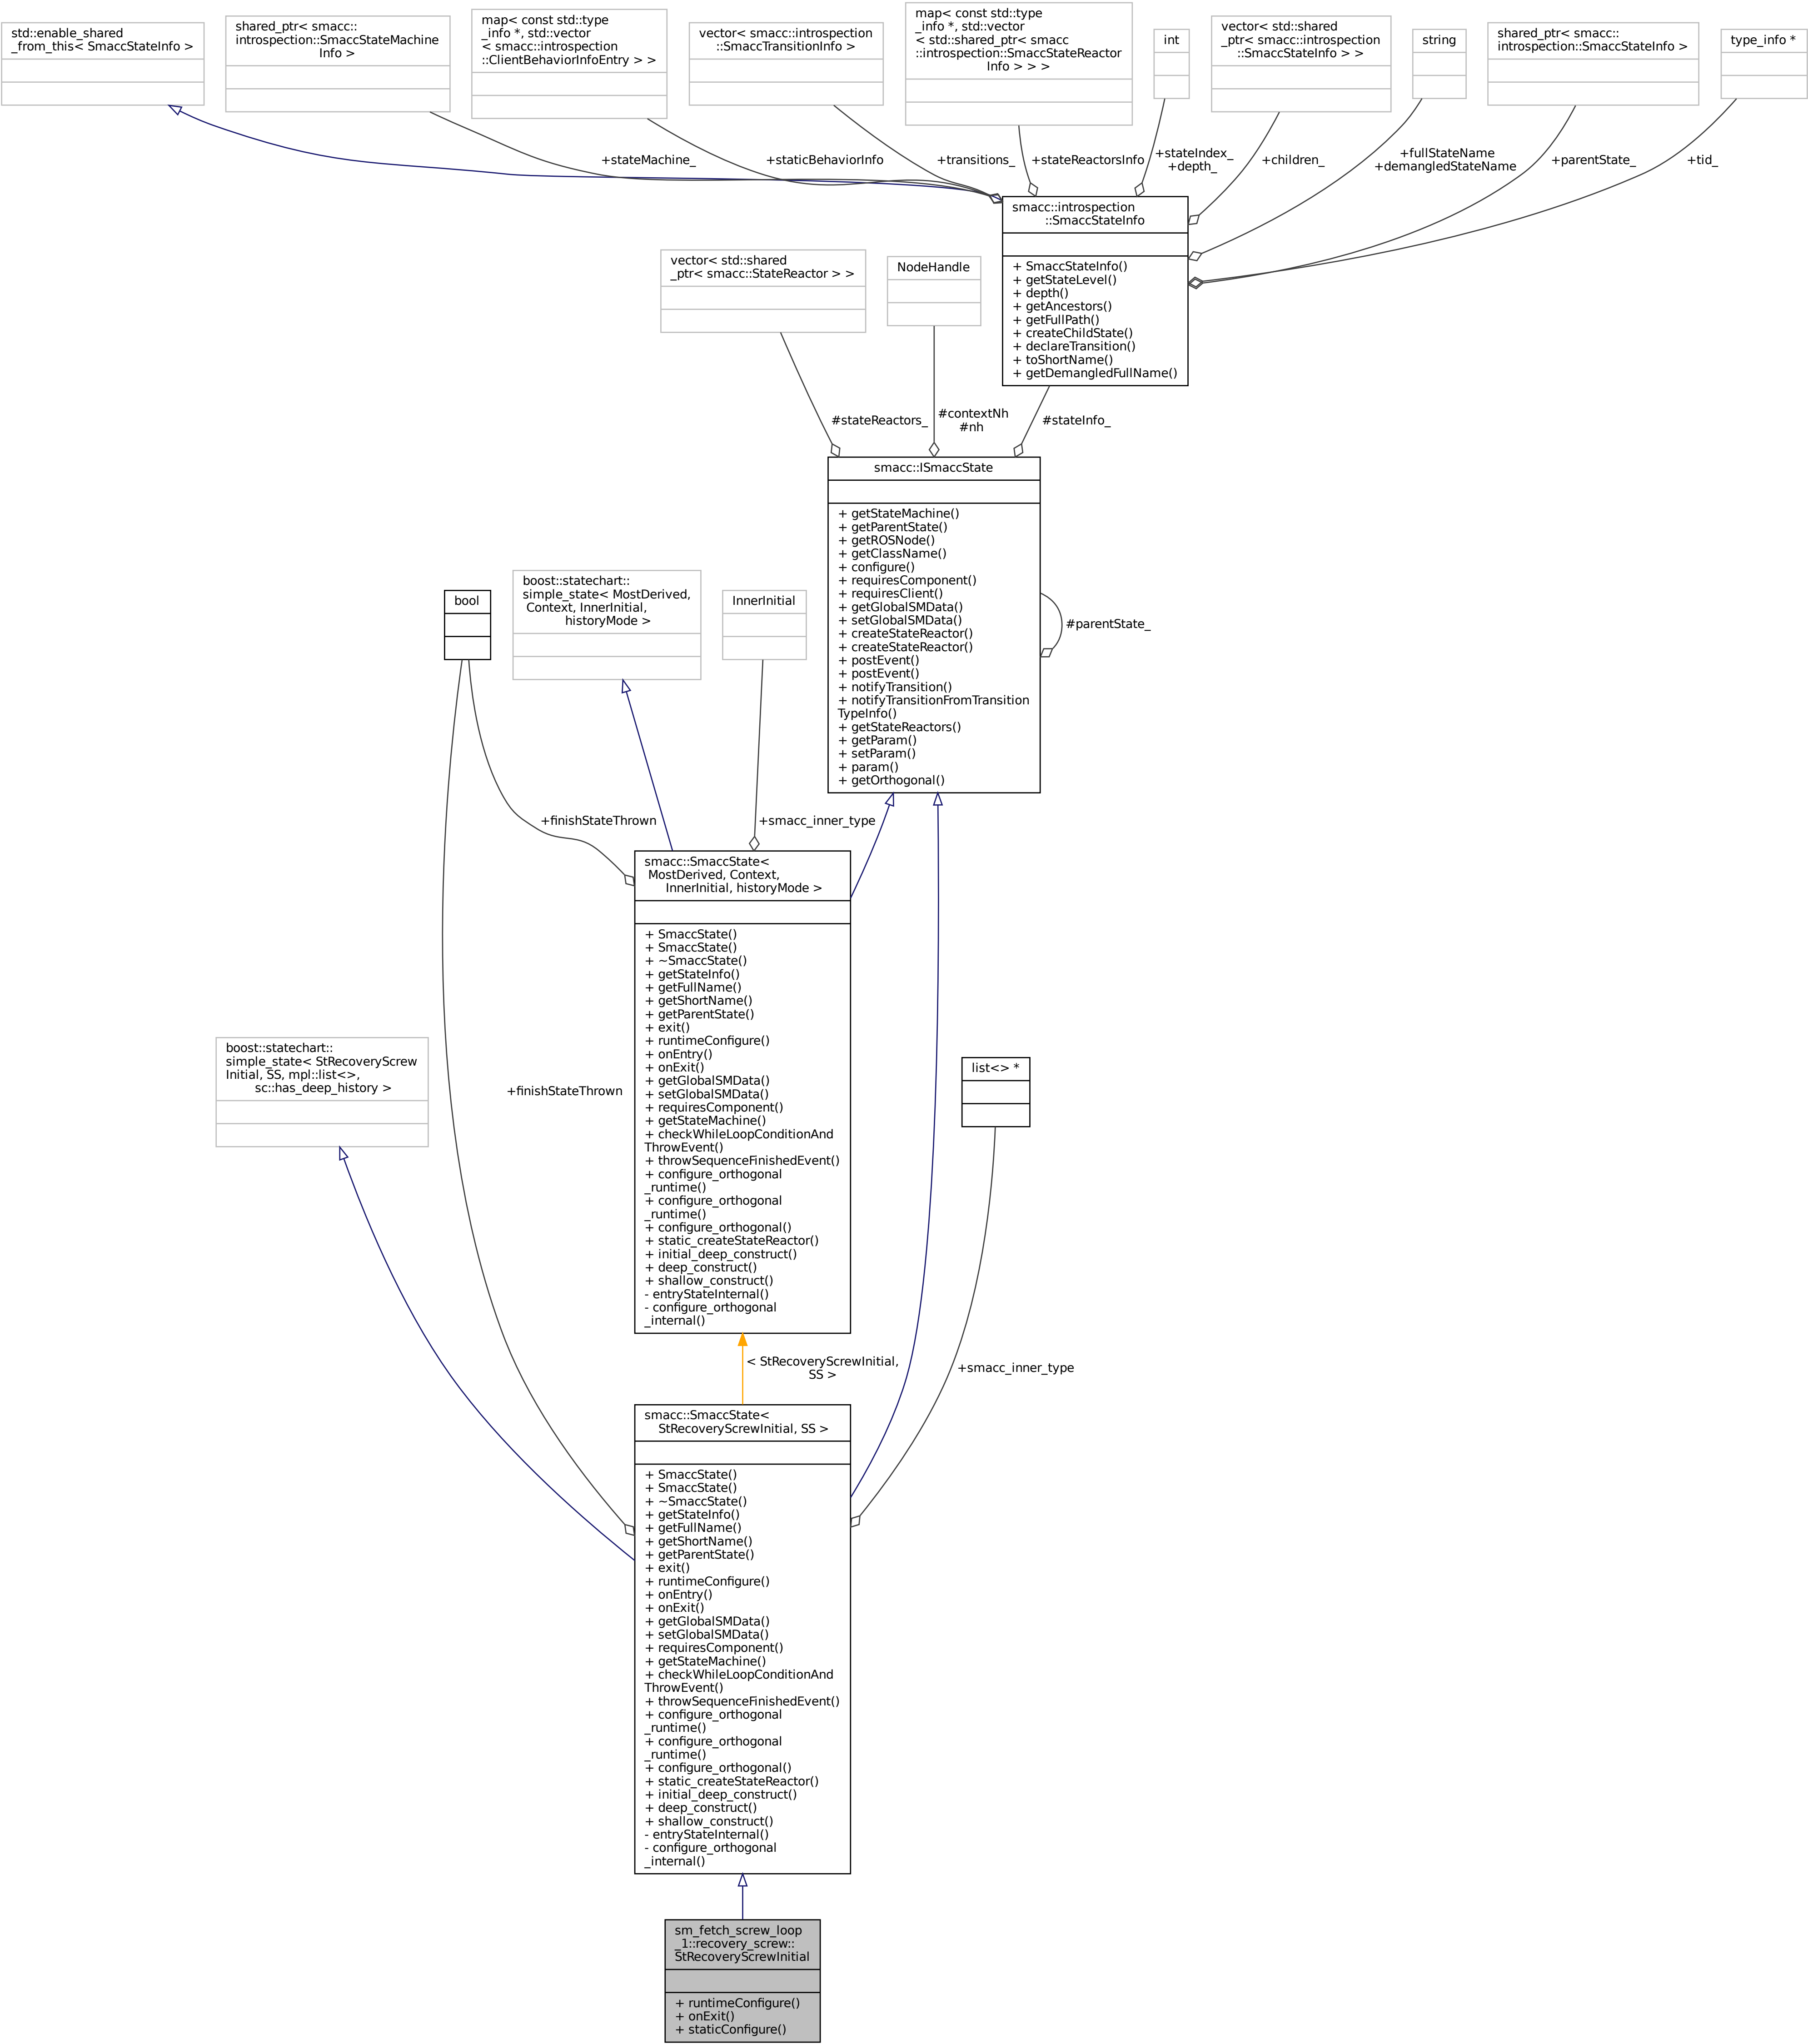 std::enable_shared
_from_this< SmaccStateInfo >
shared_ptr< smacc::
introspection::SmaccStateMachine
Info >
map< const std::type
_info *, std::vector
< smacc::introspection
::ClientBehaviorInfoEntry > >
vector< smacc::introspection
::SmaccTransitionInfo >
map< const std::type
_info *, std::vector
< std::shared_ptr< smacc
::introspection::SmaccStateReactor
Info > > >
int
vector< std::shared
_ptr< smacc::introspection
::SmaccStateInfo > >
string
shared_ptr< smacc::
introspection::SmaccStateInfo >
type_info *
+stateMachine_
+staticBehaviorInfo
+transitions_
+stateReactorsInfo
+stateIndex_
+depth_
+children_
+fullStateName
+demangledStateName
+parentState_
+tid_
smacc::introspection
::SmaccStateInfo
+ SmaccStateInfo()
+ getStateLevel()
+ depth()
+ getAncestors()
+ getFullPath()
+ createChildState()
+ declareTransition()
+ toShortName()
+ getDemangledFullName()
vector< std::shared
_ptr< smacc::StateReactor > >
NodeHandle
#stateReactors_
#contextNh
#nh
#stateInfo_
smacc::ISmaccState
+ getStateMachine()
+ getParentState()
+ getROSNode()
+ getClassName()
+ configure()
+ requiresComponent()
+ requiresClient()
+ getGlobalSMData()
+ setGlobalSMData()
+ createStateReactor()
+ createStateReactor()
+ postEvent()
+ postEvent()
+ notifyTransition()
+ notifyTransitionFromTransition
TypeInfo()
+ getStateReactors()
+ getParam()
+ setParam()
+ param()
+ getOrthogonal()
#parentState_
bool
boost::statechart::
simple_state< MostDerived,
Context, InnerInitial,
historyMode >
InnerInitial
+finishStateThrown
+smacc_inner_type
smacc::SmaccState<
MostDerived, Context,
InnerInitial, historyMode >
+ SmaccState()
+ SmaccState()
+ ~SmaccState()
+ getStateInfo()
+ getFullName()
+ getShortName()
+ getParentState()
+ exit()
+ runtimeConfigure()
+ onEntry()
+ onExit()
+ getGlobalSMData()
+ setGlobalSMData()
+ requiresComponent()
+ getStateMachine()
+ checkWhileLoopConditionAnd
ThrowEvent()
+ throwSequenceFinishedEvent()
+ configure_orthogonal
_runtime()
+ configure_orthogonal
_runtime()
+ configure_orthogonal()
+ static_createStateReactor()
+ initial_deep_construct()
+ deep_construct()
+ shallow_construct()
- entryStateInternal()
- configure_orthogonal
_internal()
boost::statechart::
simple_state< StRecoveryScrew
Initial, SS, mpl::list<>,
sc::has_deep_history >
+finishStateThrown
list<> *
< StRecoveryScrewInitial,
SS >
+smacc_inner_type
smacc::SmaccState<
StRecoveryScrewInitial, SS >
+ SmaccState()
+ SmaccState()
+ ~SmaccState()
+ getStateInfo()
+ getFullName()
+ getShortName()
+ getParentState()
+ exit()
+ runtimeConfigure()
+ onEntry()
+ onExit()
+ getGlobalSMData()
+ setGlobalSMData()
+ requiresComponent()
+ getStateMachine()
+ checkWhileLoopConditionAnd
ThrowEvent()
+ throwSequenceFinishedEvent()
+ configure_orthogonal
_runtime()
+ configure_orthogonal
_runtime()
+ configure_orthogonal()
+ static_createStateReactor()
+ initial_deep_construct()
+ deep_construct()
+ shallow_construct()
- entryStateInternal()
- configure_orthogonal
_internal()
sm_fetch_screw_loop
_1::recovery_screw::
StRecoveryScrewInitial
+ runtimeConfigure()
+ onExit()
+ staticConfigure()